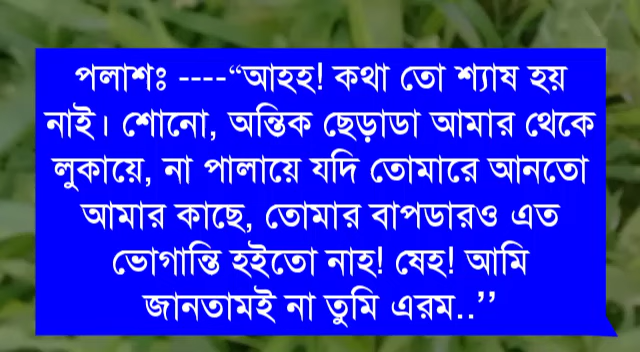 পলাশঃ ----“আহহ! কথা তো শ্যাষ হয়
নাই। শোনো, অন্তিক ছেড়াডা আমার থেকে
লুকায়ে, না পালায়ে যদি তোমারে আনতো
আমার কাছে, তোমার বাপডারও এত
ভোগান্তি হইতো নাহ! ষেহ! আমি
জানতামই না তুমি এরম..’’